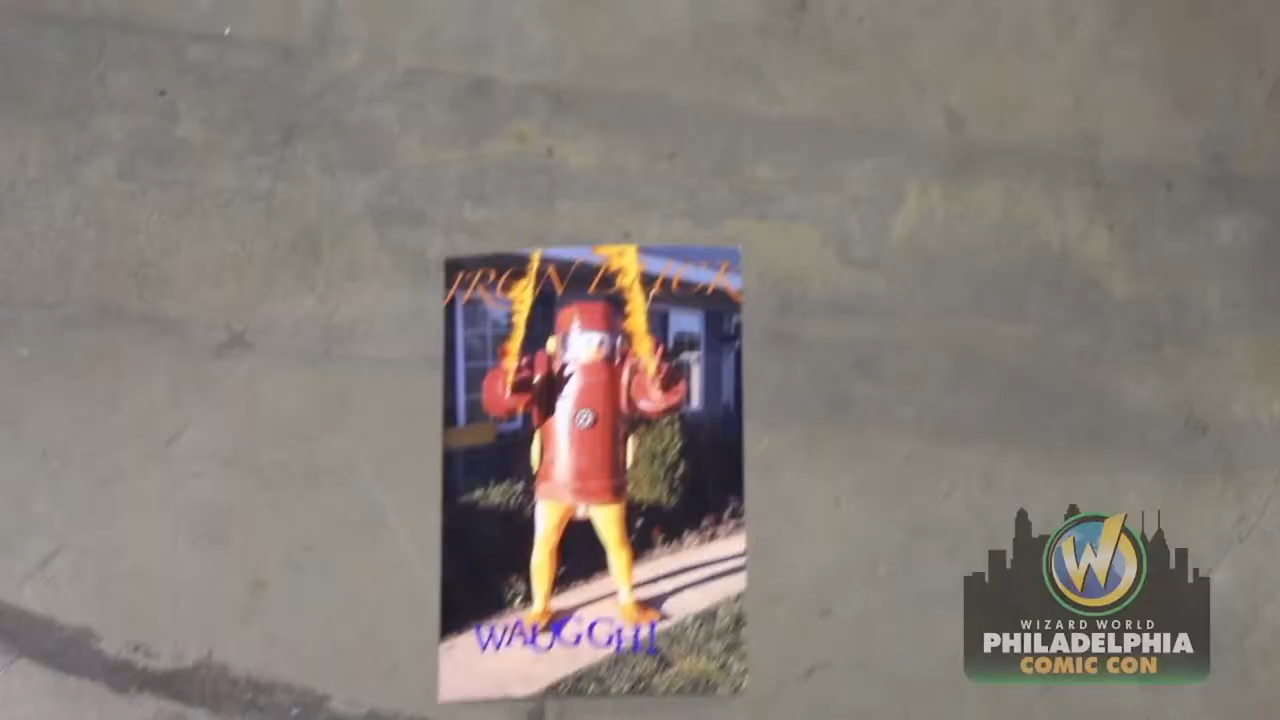 IRON DUCK
WAUGGH!
W
WIZARD WORLD
PHILADELPHIA
COMIC CON